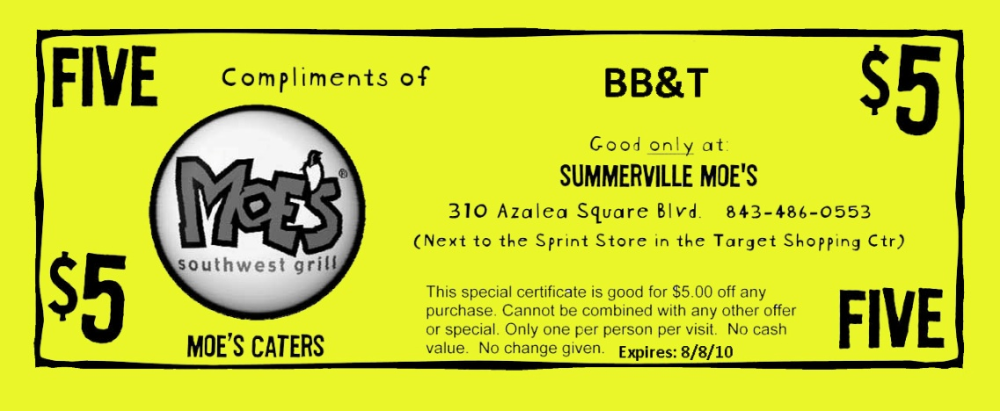 FIVE
$5
Compliments of
BB&T
Good only at:
SUMMERVILLE MOE'S
310 Azalea Square Blvd.   843-486-0553
(Next to the Sprint Store in the Target Shopping Ctr)
MOE'S®
southwest grill
$5
MOE'S CATERS
This special certificate is good for $5.00 off any
purchase. Cannot be combined with any other offer
or special. Only one per person per visit.  No cash
value.  No change given.  Expires: 8/8/10
FIVE